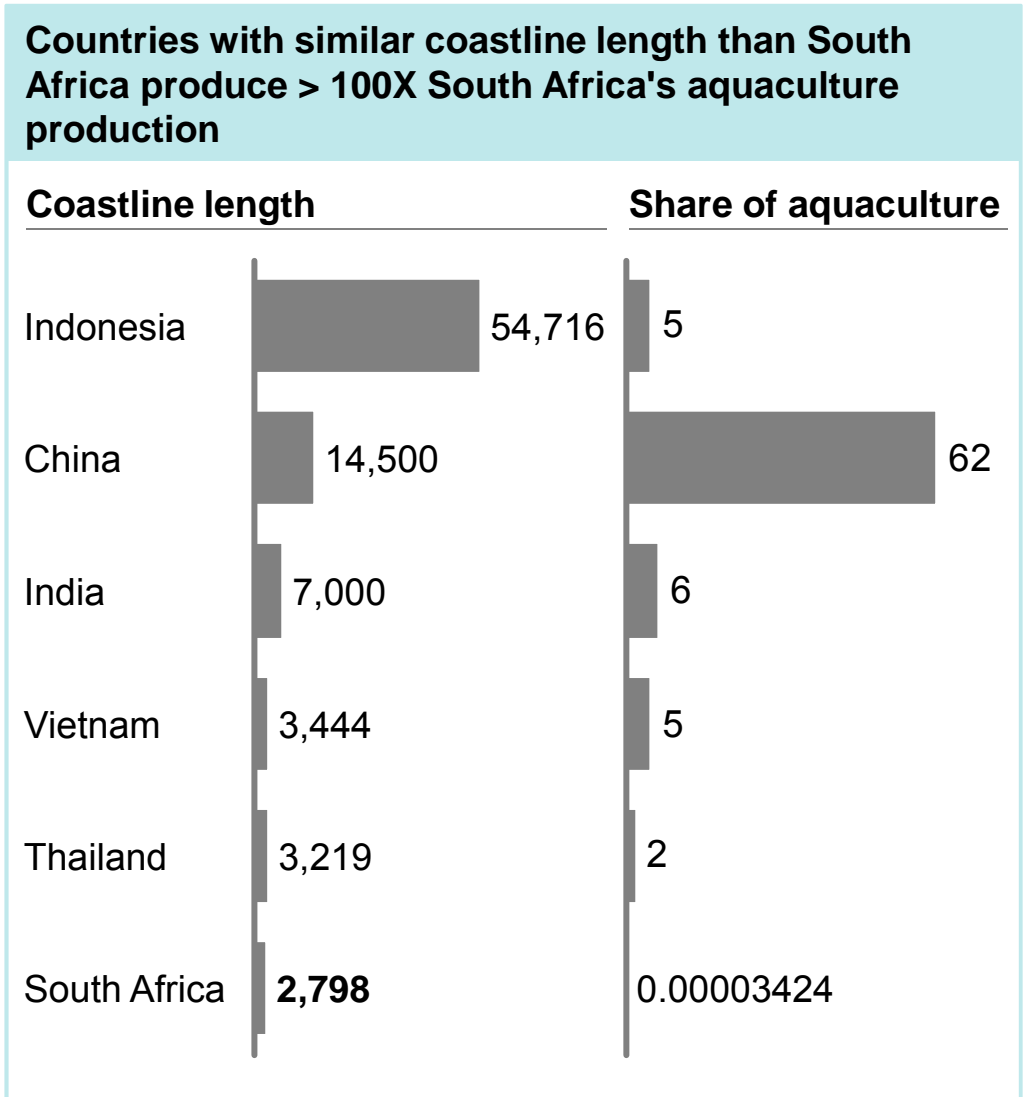 Countries with similar coastline length than South
Africa produce > 100X South Africa's aquaculture
production
Coastline length Share of aquaculture
Indonesia 54,716 5
China 14,500 62
India 7,000 6
Vietnam 3,444 5
Thailand 3,219 2
South Africa 2,798 0.00003424